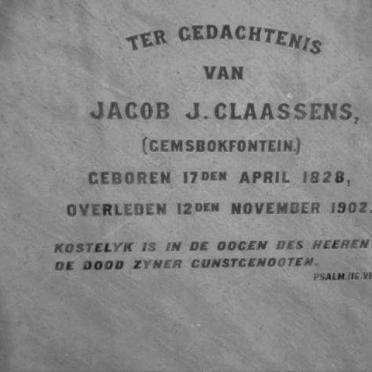 TER GEDACHTENIS
VAN
JACOB J. CLAASSENS,
(GEMSBOKFONTEIN.)
GEBOREN 17DEN APRIL 1828,
OVERLEDEN 12DEN NOVEMBER 1902.
KOSTELYK IS IN DE OOGEN DES HEEREN
DE DOOD ZYNER GUNSTGENOOTEN.
PSALM.